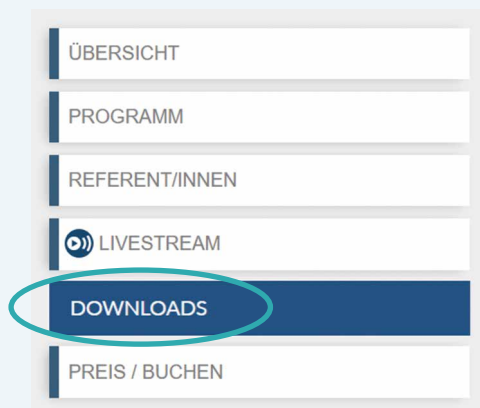 ÜBERSICHT
PROGRAMM
REFERENT/INNEN
LIVESTREAM
DOWNLOADS
PREIS / BUCHEN